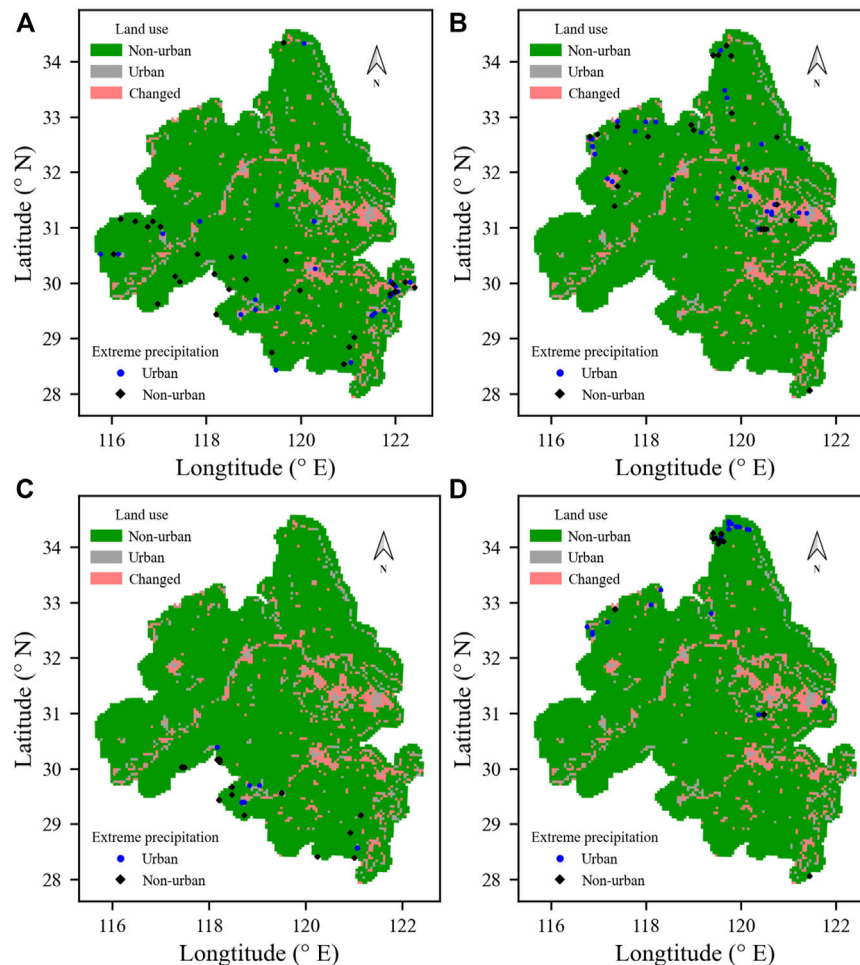 A
Land use
Non-urban
Urban
Changed
N
34
33
32
31
30
29
28
Latitude (° N)
Extreme precipitation
Urban
Non-urban
116
118
120
122
Longtitude (° E)
B
Land use
Non-urban
Urban
Changed
N
34
33
32
31
30
29
28
Latitude (° N)
Extreme precipitation
Urban
Non-urban
116
118
120
122
Longtitude (° E)
C
Land use
Non-urban
Urban
Changed
N
34
33
32
31
30
29
28
Latitude (° N)
Extreme precipitation
Urban
Non-urban
116
118
120
122
Longtitude (° E)
D
Land use
Non-urban
Urban
Changed
N
34
33
32
31
30
29
28
Latitude (° N)
Extreme precipitation
Urban
Non-urban
116
118
120
122
Longtitude (° E)